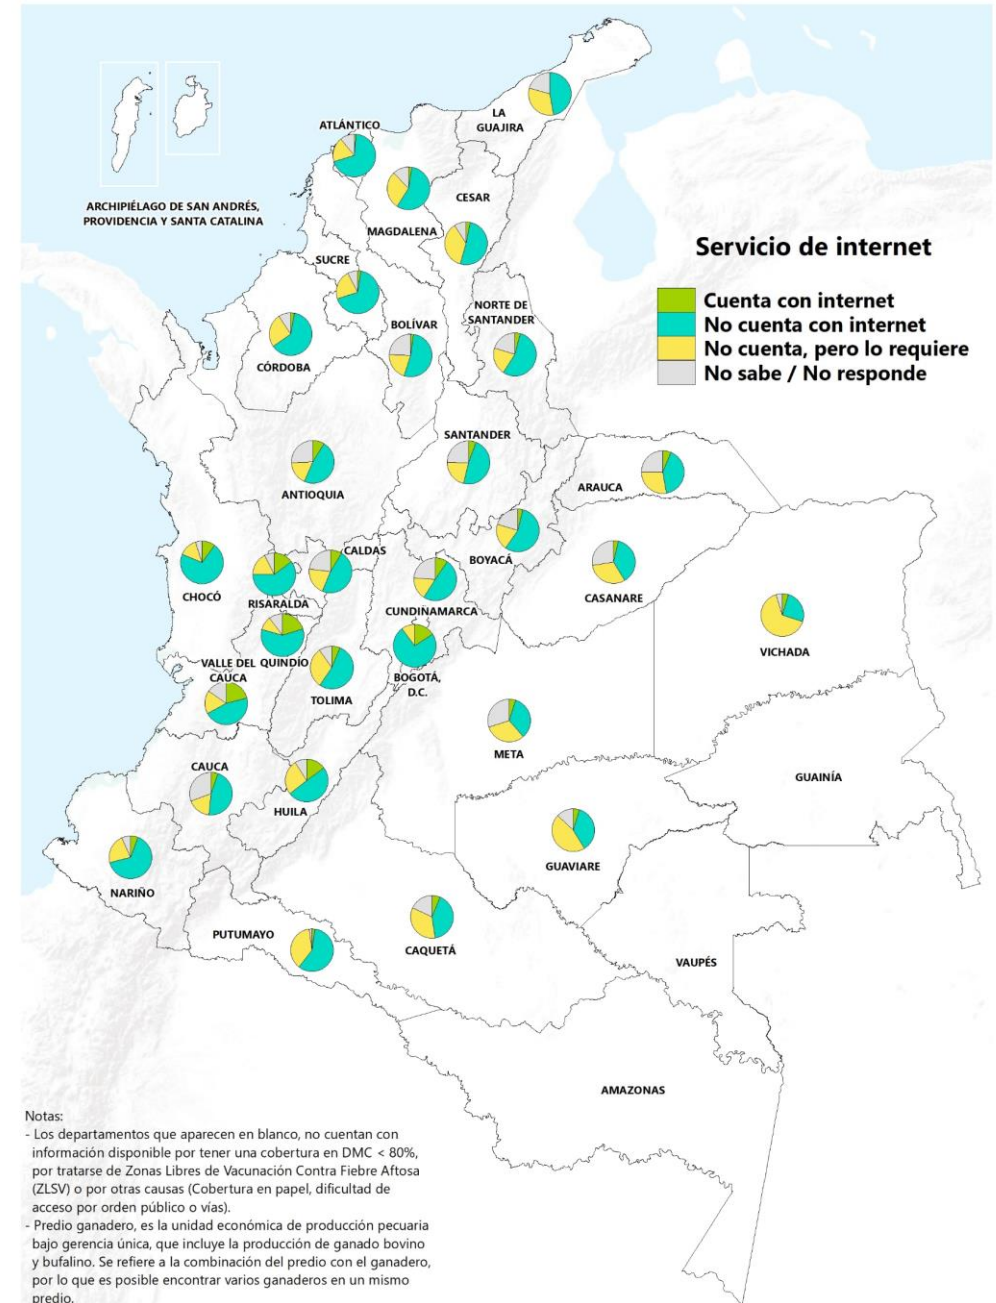 LA
GUAJIRA
ATLÁNTICO
ARCHIPIÉLAGO DE SAN ANDRÉS,
PROVIDENCIA Y SANTA CATALINA
CESAR
MAGDALENA
SUCRE
Servicio de internet
Cuenta con internet
No cuenta con internet
No cuenta, pero lo requiere
No sabe / No responde
NORTE DE
SANTANDER
BOLÍVAR
CÓRDOBA
SANTANDER
ANTIOQUIA
ARAUCA
CALDAS
BOYACÁ
CHOCÓ
RISARALDA
CUNDINAMARCA
CASANARE
VICHADA
VALLE DEL
CAUCA
QUINDÍO
TOLIMA
BOGOTÁ,
D.C.
META
CAUCA
GUAINÍA
HUILA
GUAVIARE
NARIÑO
PUTUMAYO
CAQUETÁ
VAUPÉS
AMAZONAS
Notas:
- Los departamentos que aparecen en blanco, no cuentan con
información disponible por tener una cobertura en DMC < 80%,
por tratarse de Zonas Libres de Vacunación Contra Fiebre Aftosa
(ZLSV) o por otras causas (Cobertura en papel, dificultad de
acceso por orden público o vías).
- Predio ganadero, es la unidad económica de producción pecuaria
bajo gerencia única, que incluye la producción de ganado bovino
y bufalino. Se refiere a la combinación del predio con el ganadero,
por lo que es posible encontrar varios ganaderos en un mismo
predio.